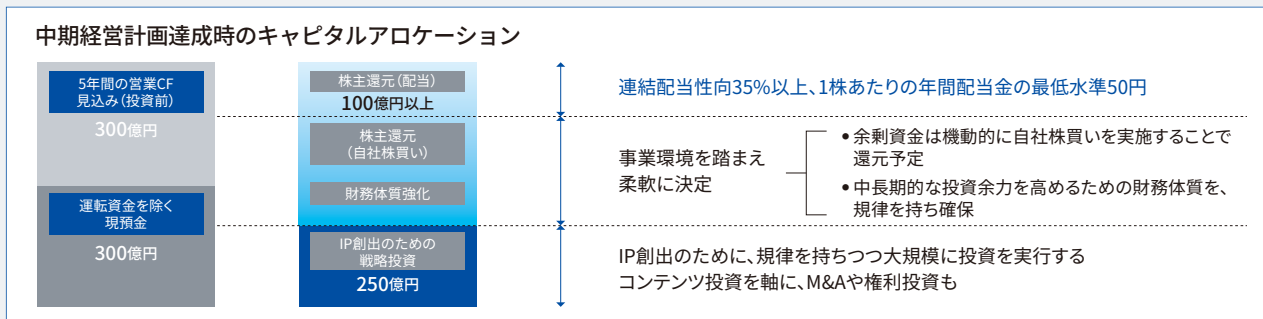 中期経営計画達成時のキャピタルアロケーション
5年間の営業CF
見込み(投資前)
300億円
運転資金を除く
現預金
300億円
株主還元(配当)
100億円以上
株主還元
(自社株買い)
財務体質強化
IP創出のための
戦略投資
250億円
連結配当性向35%以上、1株あたりの年間配当金の最低水準50円
事業環境を踏まえ
柔軟に決定
•余剰資金は機動的に自社株買いを実施することで
還元予定
•中長期的な投資余力を高めるための財務体質を、
規律を持ち確保
IP創出のために、規律を持ちつつ大規模に投資を実行する
コンテンツ投資を軸に、M&Aや権利投資も